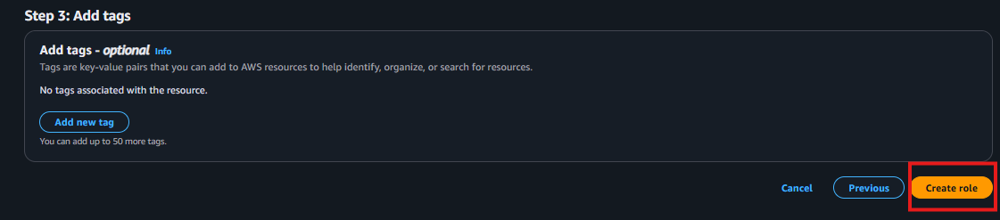 Step 3: Add tags
Add tags - optional Info
Tags are key-value pairs that you can add to AWS resources to help identify, organize, or search for resources.
No tags associated with the resource.
Add new tag
You can add up to 50 more tags.
Cancel Previous Create role